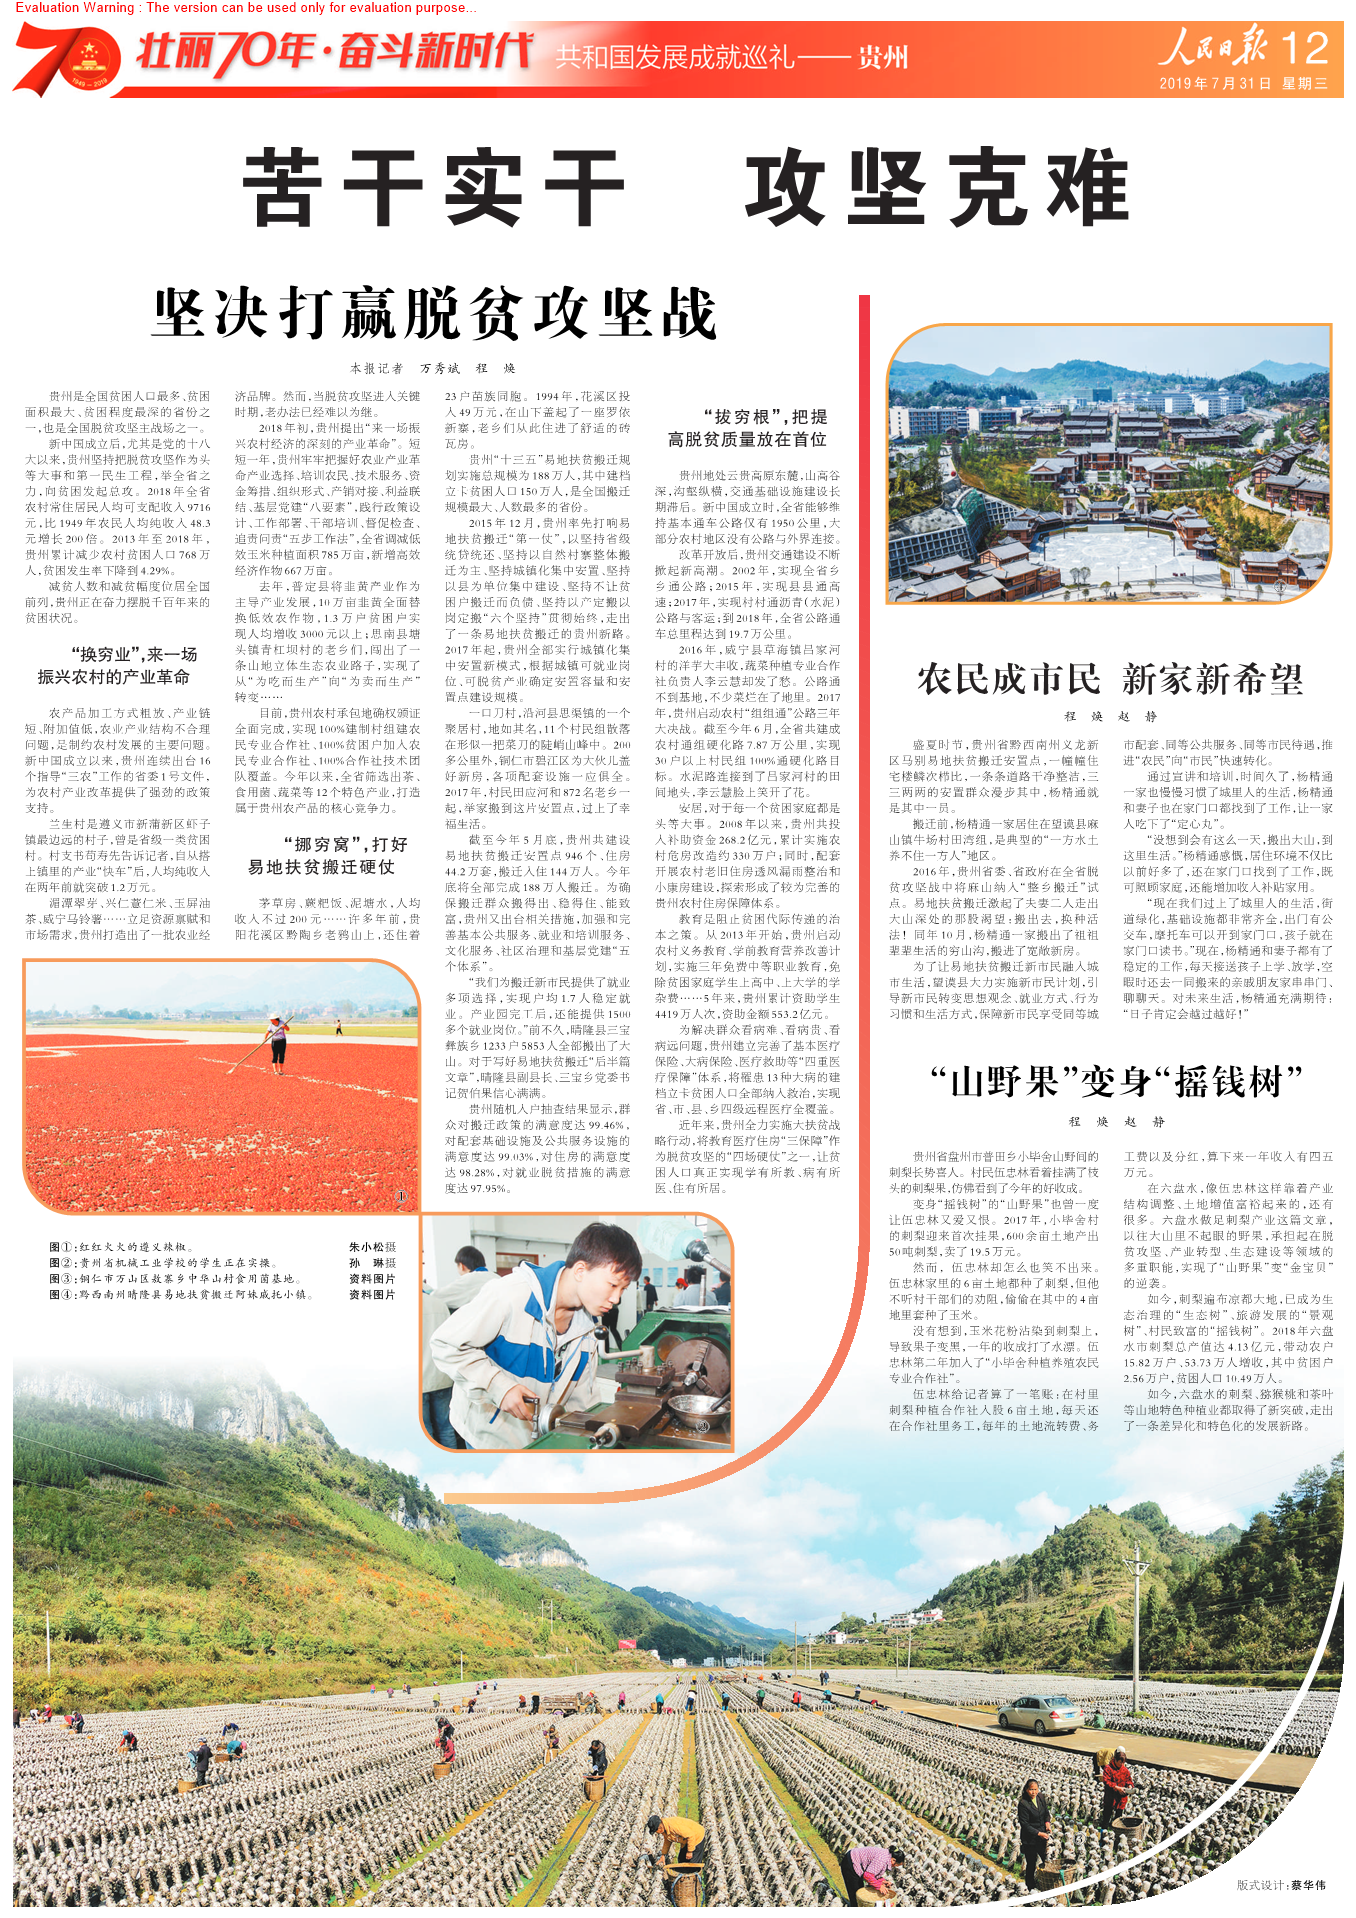 Evaluation Warning : The version can be used only for evaluation purpose...
壮丽70年·奋斗新时代 共和国发展成就巡礼——贵州
人民日报 12
2019年7月31日 星期三
苦干实干 攻坚克难
坚决打赢脱贫攻坚战
本报记者 万秀斌 程 焕
贵州是全国贫困人口最多、贫困
面积最大、贫困程度最深的省份之
一,也是全国脱贫攻坚主战场之一。
新中国成立后,尤其是党的十八
大以来,贵州坚持把脱贫攻坚作为头
等大事和第一民生工程,举全省之
力,向贫困发起总攻。2018年全省
农村常住居民人均可支配收入9716
元,比1949年农民人均纯收入48.3
元增长200倍。2013年至2018年,
贵州累计减少农村贫困人口768万
人,贫困发生率下降到4.29%。
减贫人数和减贫幅度位居全国
前列,贵州正在奋力摆脱千百年来的
贫困状况。
“换穷业”,来一场
振兴农村的产业革命
农产品加工方式粗放、产业链
短、附加值低,农业产业结构不合理
问题,是制约农村发展的主要问题。
新中国成立以来,贵州连续出台16
个指导“三农”工作的省委1号文件,
为农村产业改革提供了强劲的政策
支持。
兰生村是遵义市新蒲新区虾子
镇最边远的村子,曾是省级一类贫困
村。村支书苟寿先告诉记者,自从搭
上镇里的产业“快车”后,人均纯收入
在两年前就突破1.2万元。
湄潭翠芽、兴仁薏仁米、玉屏油
茶、威宁马铃薯……立足资源禀赋和
市场需求,贵州打造出了一批农业经
济品牌。然而,当脱贫攻坚进入关键
时期,老办法已经难以为继。
2018年初,贵州提出“来一场振
兴农村经济的深刻的产业革命”。短
短一年,贵州牢牢把握好农业产业革
命产业选择、培训农民、技术服务、资
金筹措、组织形式、产销对接、利益联
结、基层党建“八要素”,践行政策设
计、工作部署、干部培训、督促检查、
追责问责“五步工作法”,全省调减低
效玉米种植面积785万亩,新增高效
经济作物667万亩。
去年,普定县将韭黄产业作为
主导产业发展,10万亩韭黄全面替
换低效农作物,1.3万户贫困户实
现人均增收3000元以上;思南县塘
头镇青杠坝村的老乡们,闯出了一
条山地立体生态农业路子,实现了
从“为吃而生产”向“为卖而生产”
转变……
目前,贵州农村承包地确权颁证
全面完成,实现100%建制村组建农
民专业合作社、100%贫困户加入农
民专业合作社、100%合作社技术团
队覆盖。今年以来,全省筛选出茶、
食用菌、蔬菜等12个特色产业,打造
属于贵州农产品的核心竞争力。
“挪穷窝”,打好
易地扶贫搬迁硬仗
茅草房、蕨粑饭、泥塘水,人均
收入不过200元……许多年前,贵
阳花溪区黔陶乡老鸦山上,还住着
23户苗族同胞。1994年,花溪区投
入49万元,在山下盖起了一座罗依
新寨,老乡们从此住进了舒适的砖
瓦房。
贵州“十三五”易地扶贫搬迁规
划实施总规模为188万人,其中建档
立卡贫困人口150万人,是全国搬迁
规模最大、人数最多的省份。
2015年12月,贵州率先打响易
地扶贫搬迁“第一仗”,以坚持省级
统贷统还、坚持以自然村寨整体搬
迁为主、坚持城镇化集中安置、坚持
以县为单位集中建设、坚持不让贫
困户搬迁而负债、坚持以产定搬以
岗定搬“六个坚持”贯彻始终,走出
了一条易地扶贫搬迁的贵州新路。
2017年起,贵州全部实行城镇化集
中安置新模式,根据城镇可就业岗
位、可脱贫产业确定安置容量和安
置点建设规模。
一口刀村,沿河县思渠镇的一个
聚居村,地如其名,11个村民组散落
在形似一把菜刀的陡峭山峰中。200
多公里外,铜仁市碧江区为大伙儿盖
好新房,各项配套设施一应俱全。
2017年,村民田应河和872名老乡一
起,举家搬到这片安置点,过上了幸
福生活。
截至今年5月底,贵州共建设
易地扶贫搬迁安置点946个、住房
44.2万套,搬迁入住144万人。今年
底将全部完成188万人搬迁。为确
保搬迁群众搬得出、稳得住、能致
富,贵州又出台相关措施,加强和完
善基本公共服务、就业和培训服务、
文化服务、社区治理和基层党建“五
个体系”。
“我们为搬迁新市民提供了就业
多项选择,实现户均1.7人稳定就
业。产业园完工后,还能提供1500
多个就业岗位。”前不久,晴隆县三宝
彝族乡1233户5853人全部搬出了大
山。对于写好易地扶贫搬迁“后半篇
文章”,晴隆县副县长、三宝乡党委书
记贺伯果信心满满。
贵州随机入户抽查结果显示,群
众对搬迁政策的满意度达99.46%,
对配套基础设施及公共服务设施的
满意度达99.03%,对住房的满意度
达98.28%,对就业脱贫措施的满意
度达97.95%。
“拔穷根”,把提
高脱贫质量放在首位
贵州地处云贵高原东麓,山高谷
深,沟壑纵横,交通基础设施建设长
期滞后。新中国成立时,全省能够维
持基本通车公路仅有1950公里,大
部分农村地区没有公路与外界连接。
改革开放后,贵州交通建设不断
掀起新高潮。2002年,实现全省乡
乡通公路;2015年,实现县县通高
速;2017年,实现村村通沥青(水泥)
公路与客运;到2018年,全省公路通
车总里程达到19.7万公里。
2016年,威宁县草海镇吕家河
村的洋芋大丰收,蔬菜种植专业合作
社负责人李云慧却发了愁。公路通
不到基地,不少菜烂在了地里。2017
年,贵州启动农村“组组通”公路三年
大决战。截至今年6月,全省共建成
农村通组硬化路7.87万公里,实现
30户以上村民组100%通硬化路目
标。水泥路连接到了吕家河村的田
间地头,李云慧脸上笑开了花。
安居,对于每一个贫困家庭都是
头等大事。2008年以来,贵州共投
入补助资金268.2亿元,累计实施农
村危房改造约330万户;同时,配套
开展农村老旧住房透风漏雨整治和
小康房建设,探索形成了较为完善的
贵州农村住房保障体系。
教育是阻止贫困代际传递的治
本之策。从2013年开始,贵州启动
农村义务教育、学前教育营养改善计
划,实施三年免费中等职业教育,免
除贫困家庭学生上高中、上大学的学
杂费……5年来,贵州累计资助学生
4419万人次,资助金额553.2亿元。
为解决群众看病难、看病贵、看
病远问题,贵州建立完善了基本医疗
保险、大病保险、医疗救助等“四重医
疗保障”体系,将罹患13种大病的建
档立卡贫困人口全部纳入救治,实现
省、市、县、乡四级远程医疗全覆盖。
近年来,贵州全力实施大扶贫战
略行动,将教育医疗住房“三保障”作
为脱贫攻坚的“四场硬仗”之一,让贫
困人口真正实现学有所教、病有所
医、住有所居。
④
农民成市民 新家新希望
程 焕 赵 静
盛夏时节,贵州省黔西南州义龙新
区马别易地扶贫搬迁安置点,一幢幢住
宅楼鳞次栉比,一条条道路干净整洁,三
三两两的安置群众漫步其中,杨精通就
是其中一员。
搬迁前,杨精通一家居住在望谟县麻
山镇牛场村田湾组,是典型的“一方水土
养不住一方人”地区。
2016年,贵州省委、省政府在全省脱
贫攻坚战中将麻山纳入“整乡搬迁”试
点。易地扶贫搬迁激起了夫妻二人走出
大山深处的那股渴望:搬出去,换种活
法!同年10月,杨精通一家搬出了祖祖
辈辈生活的穷山沟,搬进了宽敞新房。
为了让易地扶贫搬迁新市民融入城
市生活,望谟县大力实施新市民计划,引
导新市民转变思想观念、就业方式、行为
习惯和生活方式,保障新市民享受同等城
市配套、同等公共服务、同等市民待遇,推
进“农民”向“市民”快速转化。
通过宣讲和培训,时间久了,杨精通
一家也慢慢习惯了城里人的生活,杨精通
和妻子也在家门口都找到了工作,让一家
人吃下了“定心丸”。
“没想到会有这么一天,搬出大山,到
这里生活。”杨精通感慨,居住环境不仅比
以前好多了,还在家门口找到了工作,既
可照顾家庭,还能增加收入补贴家用。
“现在我们过上了城里人的生活,街
道绿化,基础设施都非常齐全,出门有公
交车,摩托车可以开到家门口,孩子就在
家门口读书。”现在,杨精通和妻子都有了
稳定的工作,每天接送孩子上学、放学,空
暇时还去一同搬来的亲戚朋友家串串门、
聊聊天。对未来生活,杨精通充满期待:
“日子肯定会越过越好!”
“山野果”变身“摇钱树”
程 焕 赵 静
贵州省盘州市普田乡小毕舍山野间的
刺梨长势喜人。村民伍忠林看着挂满了枝
头的刺梨果,仿佛看到了今年的好收成。
变身“摇钱树”的“山野果”也曾一度
让伍忠林又爱又恨。2017年,小毕舍村
的刺梨迎来首次挂果,600余亩土地产出
50吨刺梨,卖了19.5万元。
然而,伍忠林却怎么也笑不出来。
伍忠林家里的6亩土地都种了刺梨,但他
不听村干部们的劝阻,偷偷在其中的4亩
地里套种了玉米。
没有想到,玉米花粉沾染到刺梨上,
导致果子变黑,一年的收成打了水漂。伍
忠林第二年加入了“小毕舍种植养殖农民
专业合作社”。
伍忠林给记者算了一笔账:在村里
刺梨种植合作社入股6亩土地,每天还
在合作社里务工,每年的土地流转费、务
工费以及分红,算下来一年收入有四五
万元。
在六盘水,像伍忠林这样靠着产业
结构调整、土地增值富裕起来的,还有
很多。六盘水做足刺梨产业这篇文章,
以往大山里不起眼的野果,承担起在脱
贫攻坚、产业转型、生态建设等领域的
多重职能,实现了“山野果”变“金宝贝”
的逆袭。
如今,刺梨遍布凉都大地,已成为生
态治理的“生态树”、旅游发展的“景观
树”、村民致富的“摇钱树”。2018年六盘
水市刺梨总产值达4.13亿元,带动农户
15.82万户、53.73万人增收,其中贫困户
2.56万户,贫困人口10.49万人。
如今,六盘水的刺梨、猕猴桃和茶叶
等山地特色种植业都取得了新突破,走出
了一条差异化和特色化的发展新路。
①
图①:红红火火的遵义辣椒。 朱小松摄
图②:贵州省机械工业学校的学生正在实操。 孙 琳摄
图③:铜仁市万山区敖寨乡中华山村食用菌基地。 资料图片
图④:黔西南州晴隆县易地扶贫搬迁阿妹戚托小镇。 资料图片
②
③
版式设计:蔡华伟